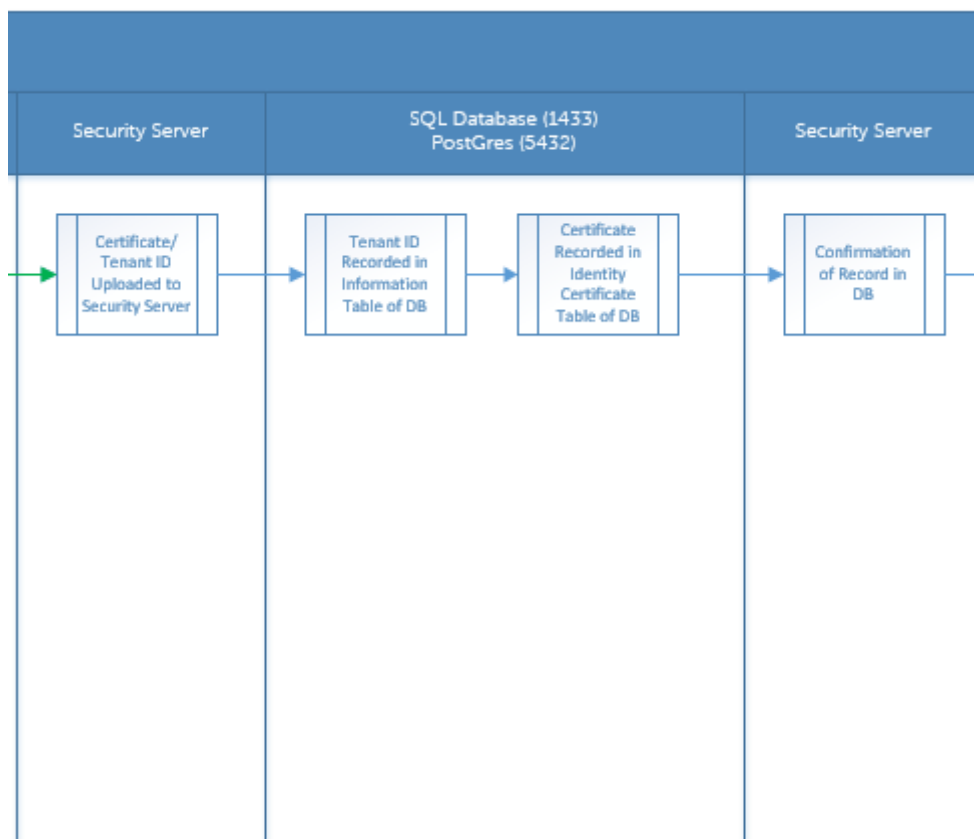 Security Server
SQL Database (1433)
PostGres (5432)
Security Server
Certificate/
Tenant ID
Uploaded to
Security Server
Tenant ID
Recorded in
Information
Table of DB
Certificate
Recorded in
Identity
Certificate
Table of DB
Confirmation
of Record in
DB